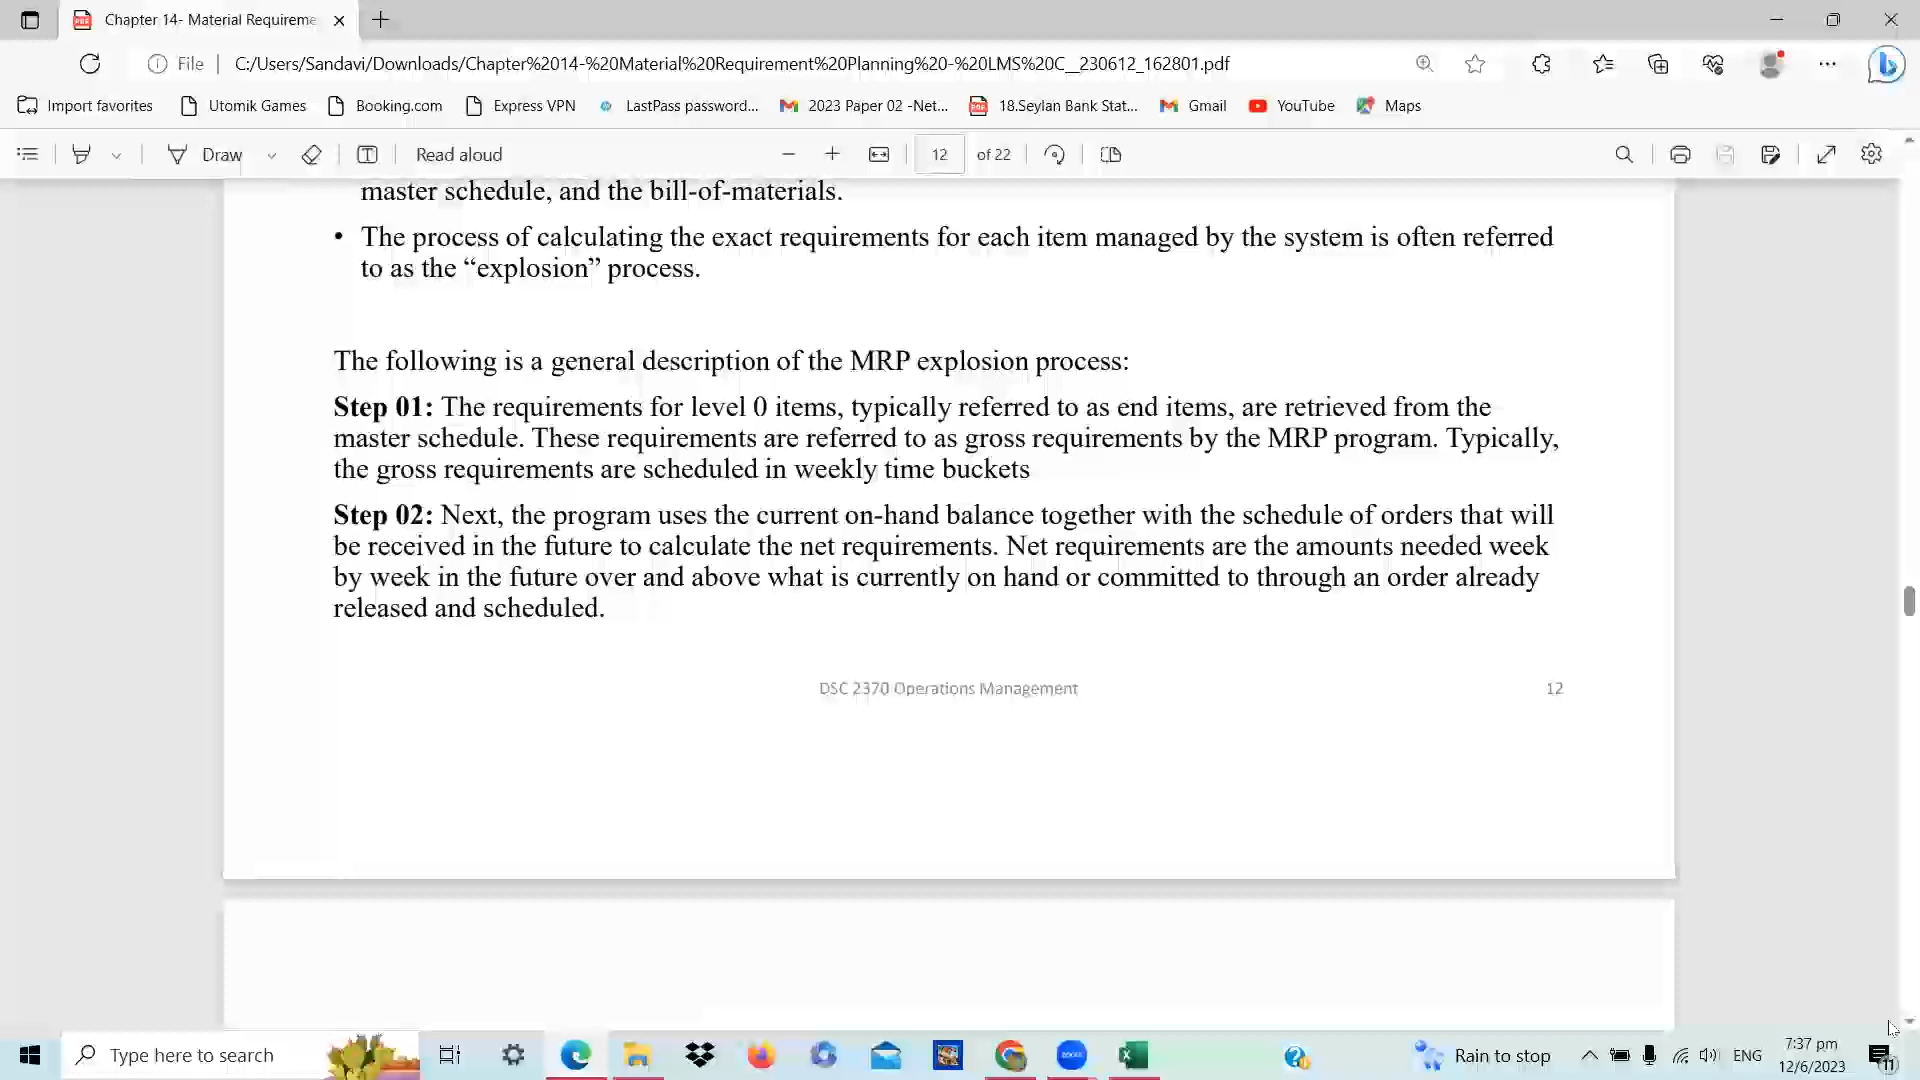 Chapter 14- Material Requireme
File
C:/Users/Sandavi/Downloads/Chapter%2014-%20Material%20Requirement%20Planning%20-%20LMS%20C__230612_162801.pdf
Import favorites Utomik Games Booking.com Express VPN LastPass password... 2023 Paper 02 -Net... 18.Seylan Bank Stat... Gmail YouTube Maps
Draw Read aloud 12 of 22
master schedule, and the bill-of-materials.
• The process of calculating the exact requirements for each item managed by the system is often referred
to as the “explosion” process.
The following is a general description of the MRP explosion process:
Step 01: The requirements for level 0 items, typically referred to as end items, are retrieved from the
master schedule. These requirements are referred to as gross requirements by the MRP program. Typically,
the gross requirements are scheduled in weekly time buckets
Step 02: Next, the program uses the current on-hand balance together with the schedule of orders that will
be received in the future to calculate the net requirements. Net requirements are the amounts needed week
by week in the future over and above what is currently on hand or committed to through an order already
released and scheduled.
DSC 2370 Operations Management 12
Type here to search Rain to stop ENG 7:37 pm
12/6/2023 11